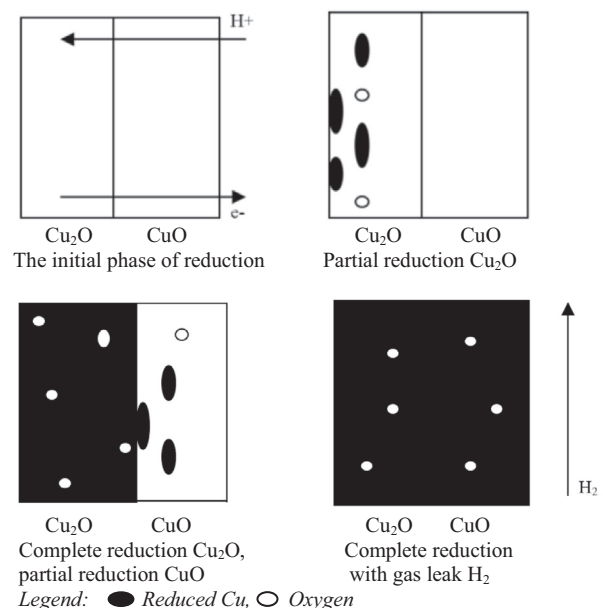 H+
e-
Cu₂O CuO
The initial phase of reduction
Cu₂O CuO
Partial reduction Cu₂O
Cu₂O CuO
Complete reduction Cu₂O,
partial reduction CuO
H₂
Cu₂O CuO
Complete reduction
with gas leak H₂
Legend: Reduced Cu, Oxygen